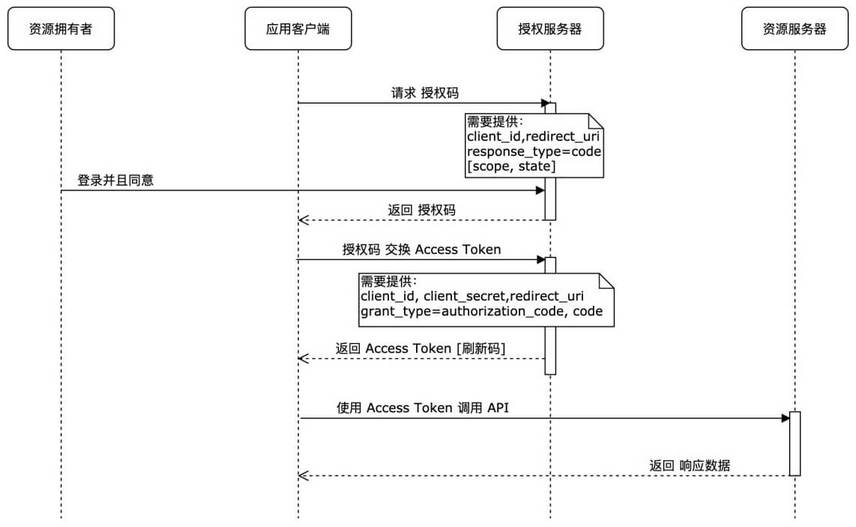 资源拥有者
应用客户端
授权服务器
资源服务器
请求 授权码
需要提供:
client_id,redirect_uri
response_type=code
[scope, state]
登录并且同意
返回 授权码
授权码 交换 Access Token
需要提供:
client_id, client_secret,redirect_uri
grant_type=authorization_code, code
返回 Access Token [刷新码]
使用 Access Token 调用 API
返回 响应数据